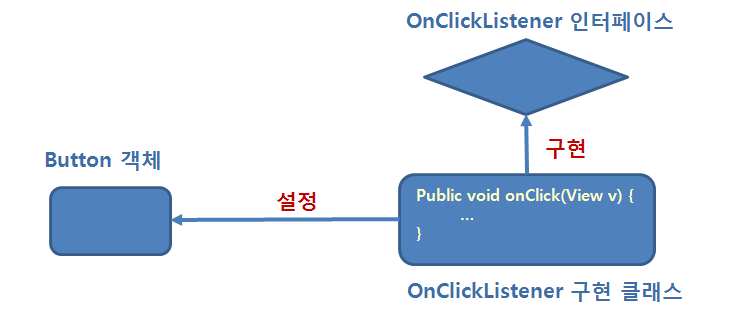 OnClickListener 인터페이스
Button 객체
구현
설정
Public void onClick(View v) {
...
}
OnClickListener 구현 클래스